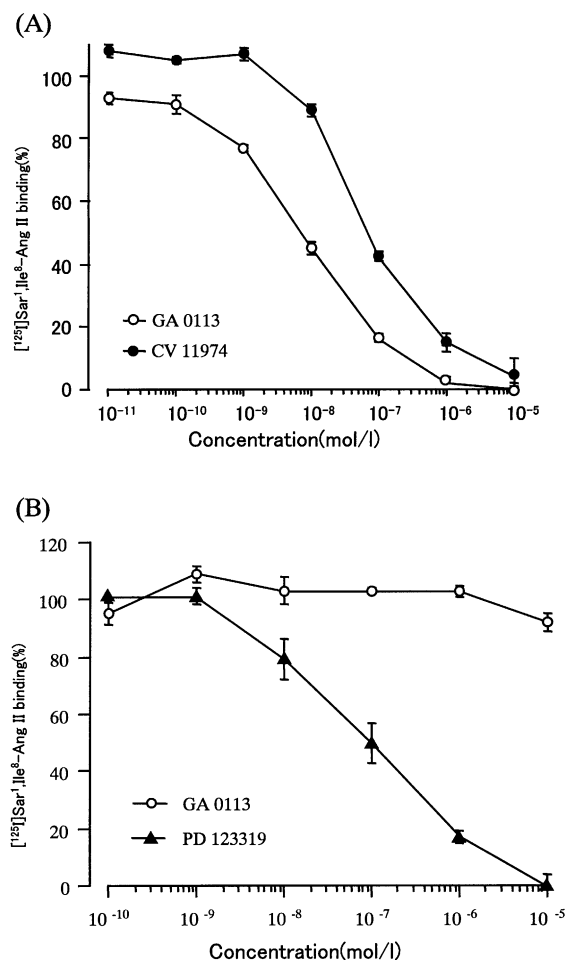 (A)
[¹²⁵I]Sar¹,Ile⁸-Ang II binding(%)
100
80
60
40
20
0
GA 0113
CV 11974
10⁻¹¹ 10⁻¹⁰ 10⁻⁹ 10⁻⁸ 10⁻⁷ 10⁻⁶ 10⁻⁵
Concentration(mol/l)
(B)
[¹²⁵I]Sar¹,Ile⁸-Ang II binding(%)
120
100
80
60
40
20
0
GA 0113
PD 123319
10⁻¹⁰ 10⁻⁹ 10⁻⁸ 10⁻⁷ 10⁻⁶ 10⁻⁵
Concentration(mol/l)